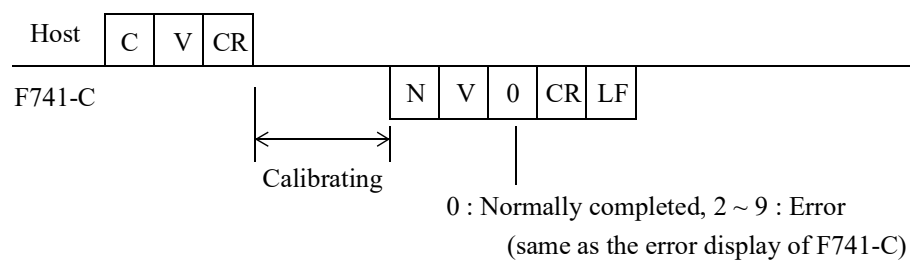 Host C V CR
F741-C N V 0 CR LF
Calibrating
0 : Normally completed, 2 ~ 9 : Error
(same as the error display of F741-C)